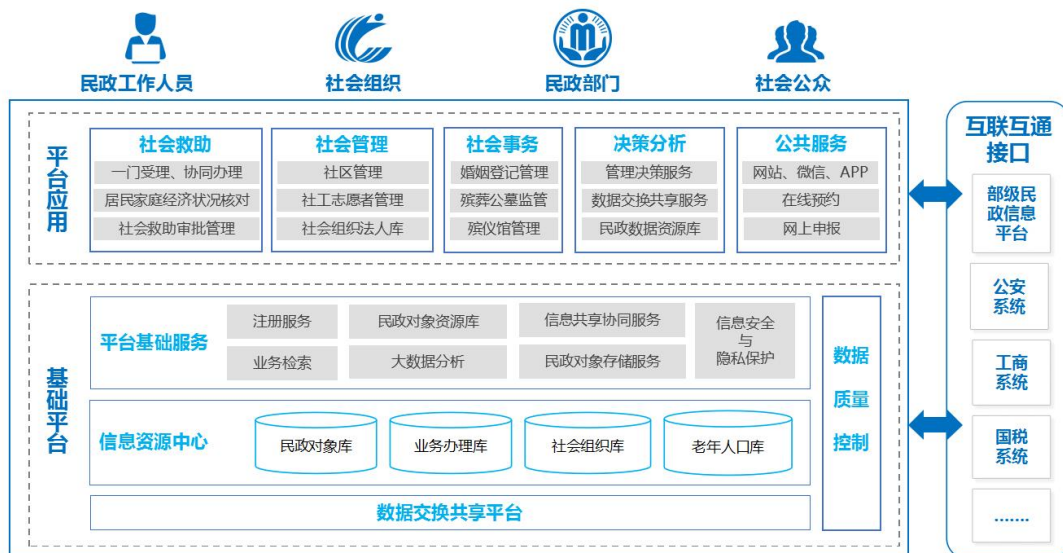 民政工作人员
社会组织
民政部门
社会公众
平台应用
社会救助
一门受理、协同办理
居民家庭经济状况核对
社会救助审批管理
社会管理
社区管理
社工志愿者管理
社会组织法人库
社会事务
婚姻登记管理
殡葬公墓监管
殡仪馆管理
决策分析
管理决策服务
数据交换共享服务
民政数据资源库
公共服务
网站、微信、APP
在线预约
网上申报
基础平台
平台基础服务
注册服务
民政对象资源库
信息共享协同服务
业务检索
大数据分析
民政对象存储服务
信息安全
与
隐私保护
信息资源中心
民政对象库
业务办理库
社会组织库
老年人口库
数据交换共享平台
数据
质量
控制
互联互通
接口
部级民
政信息
平台
公安
系统
工商
系统
国税
系统
.......